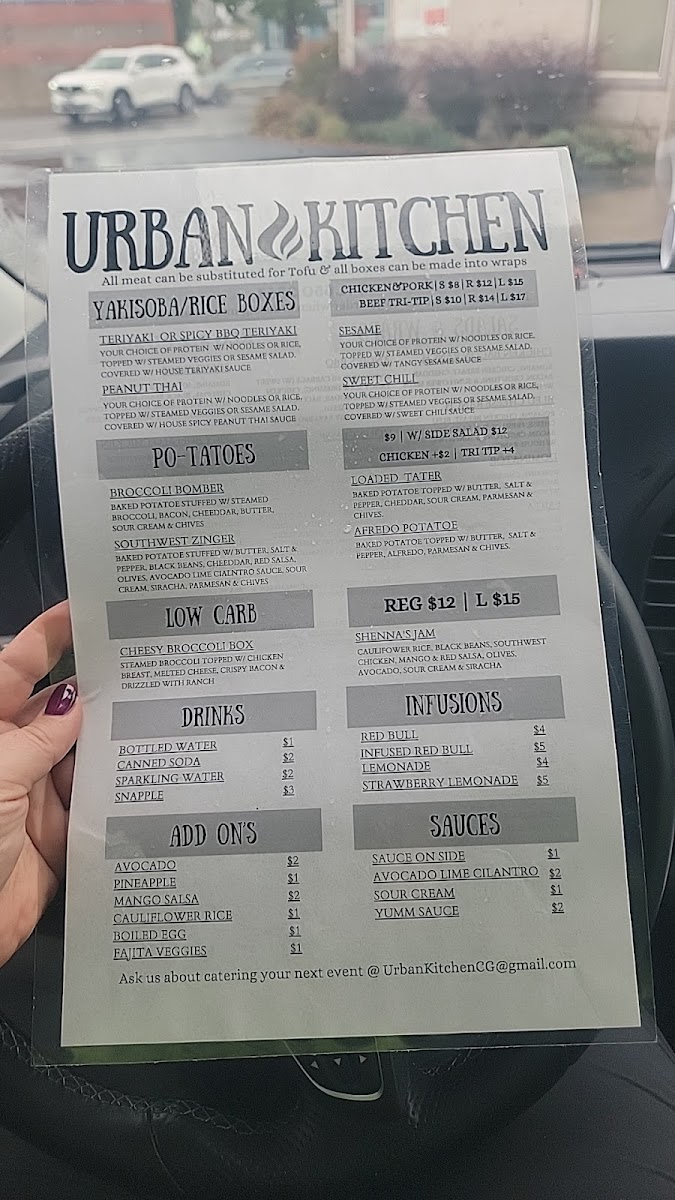 URBAN KITCHEN
All meat can be substituted for Tofu & all boxes can be made into wraps
YAKISOBA/RICE BOXES
CHICKEN&PORK | S $8 | R $12 | L $15
BEEF TRI-TIP | S $10 | R $14 | L $17
TERIYAKI OR SPICY BBQ TERIYAKI
YOUR CHOICE OF PROTEIN W/ NOODLES OR RICE,
TOPPED W/ STEAMED VEGGIES OR SESAME SALAD,
COVERED W/ HOUSE TERIYAKI SAUCE
PEANUT THAI
YOUR CHOICE OF PROTEIN W/ NOODLES OR RICE,
TOPPED W/ STEAMED VEGGIES OR SESAME SALAD,
COVERED W/ HOUSE SPICY PEANUT THAI SAUCE
SESAME
YOUR CHOICE OF PROTEIN W/ NOODLES OR RICE,
TOPPED W/ STEAMED VEGGIES OR SESAME SALAD,
COVERED W/ TANGY SESAME SAUCE
SWEET CHILI
YOUR CHOICE OF PROTEIN W/ NOODLES OR RICE,
TOPPED W/ STEAMED VEGGIES OR SESAME SALAD,
COVERED W/ SWEET CHILI SAUCE
PO-TATOES
$9 | W/ SIDE SALAD $12
CHICKEN +$2 | TRI TIP +4
BROCCOLI BOMBER
BAKED POTATOE STUFFED W/ STEAMED
BROCCOLI, BACON, CHEEDDAR, BUTTER,
SOUR CREAM & CHIVES
SOUTHWEST ZINGER
BAKED POTATOE STUFFED W/ BUTTER, SALT &
PEPPER, BLACK BEANS, CHEEDDAR, RED SALSA,
OLIVES, AVOCADO LIME CIALNTRO SAUCE, SOUR
CREAM, SIRACHA, PARMESAN & CHIVES
LOADED TATER
BAKED POTATOE TOPPED W/ BUTTER, SALT &
PEPPER, CHEDDAR, SOUR CREAM, PARMESAN &
CHIVES.
AFREDO POTATOE
BAKED POTATOE TOPPED W/ BUTTER, SALT &
PEPPER, ALFREDO, PARMESAN & CHIVES.
LOW CARB
REG $12 | L $15
CHEESY BROCCOLI BOX
STEAMED BROCCOLI TOPPED W/ CHICKEN
BREAST, MELTED CHEESE, CRISPY BACON &
DRIZZLED WITH RANCH
SHENNA'S JAM
CAULIFOWER RICE, BLACK BEANS, SOUTHWEST
CHICKEN, MANGO & RED SALSA, OLIVES,
AVOCADO, SOUR CREAM & SIRACHA
DRINKS
BOTTLED WATER $1
CANNED SODA $2
SPARKLING WATER $2
SNAPPLE $3
INFUSIONS
RED BULL $4
INFUSED RED BULL $5
LEMONADE $4
STRAWBERRY LEMONADE $5
ADD ON'S
AVOCADO $2
PINEAPPLE $1
MANGO SALSA $2
CAULIFLOWER RICE $1
BOILED EGG $1
FAJITA VEGGIES $1
SAUCES
SAUCE ON SIDE $1
AVOCADO LIME CILANTRO $2
SOUR CREAM $1
YUMM SAUCE $2
Ask us about catering your next event @ UrbanKitchenCG@gmail.com